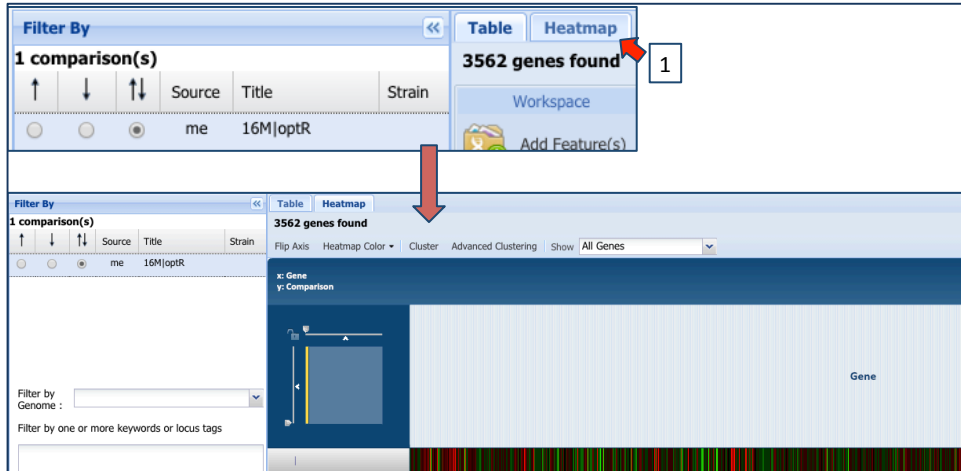 Filter By
Table Heatmap
1 comparison(s)
3562 genes found
1
↑ ↓ ↑↓ Source Title Strain
Workspace
me 16M|optR
Add Feature(s)
Filter By
Table Heatmap
1 comparison(s)
3562 genes found
↑ ↓ ↑↓ Source Title Strain
Flip Axis Heatmap Color Cluster Advanced Clustering Show All Genes
me 16M|optR
x: Gene
y: Comparison
Gene
Filter by
Genome :
Filter by one or more keywords or locus tags